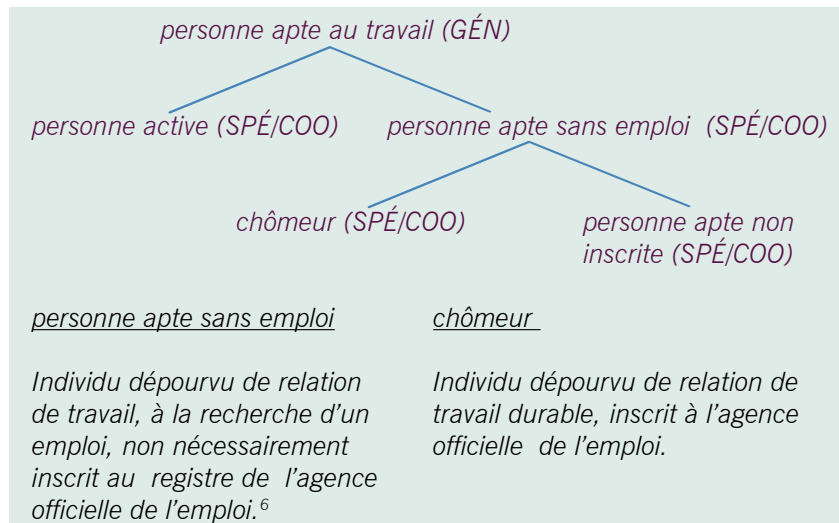 personne apte au travail (GÉN)
personne active (SPÉ/COO)
personne apte sans emploi (SPÉ/COO)
chômeur (SPÉ/COO)
personne apte non
inscrite (SPÉ/COO)
personne apte sans emploi
Individu dépourvu de relation
de travail, à la recherche d'un
emploi, non nécessairement
inscrit au registre de l'agence
officielle de l'emploi.⁶
chômeur
Individu dépourvu de relation de
travail durable, inscrit à l'agence
officielle de l'emploi.